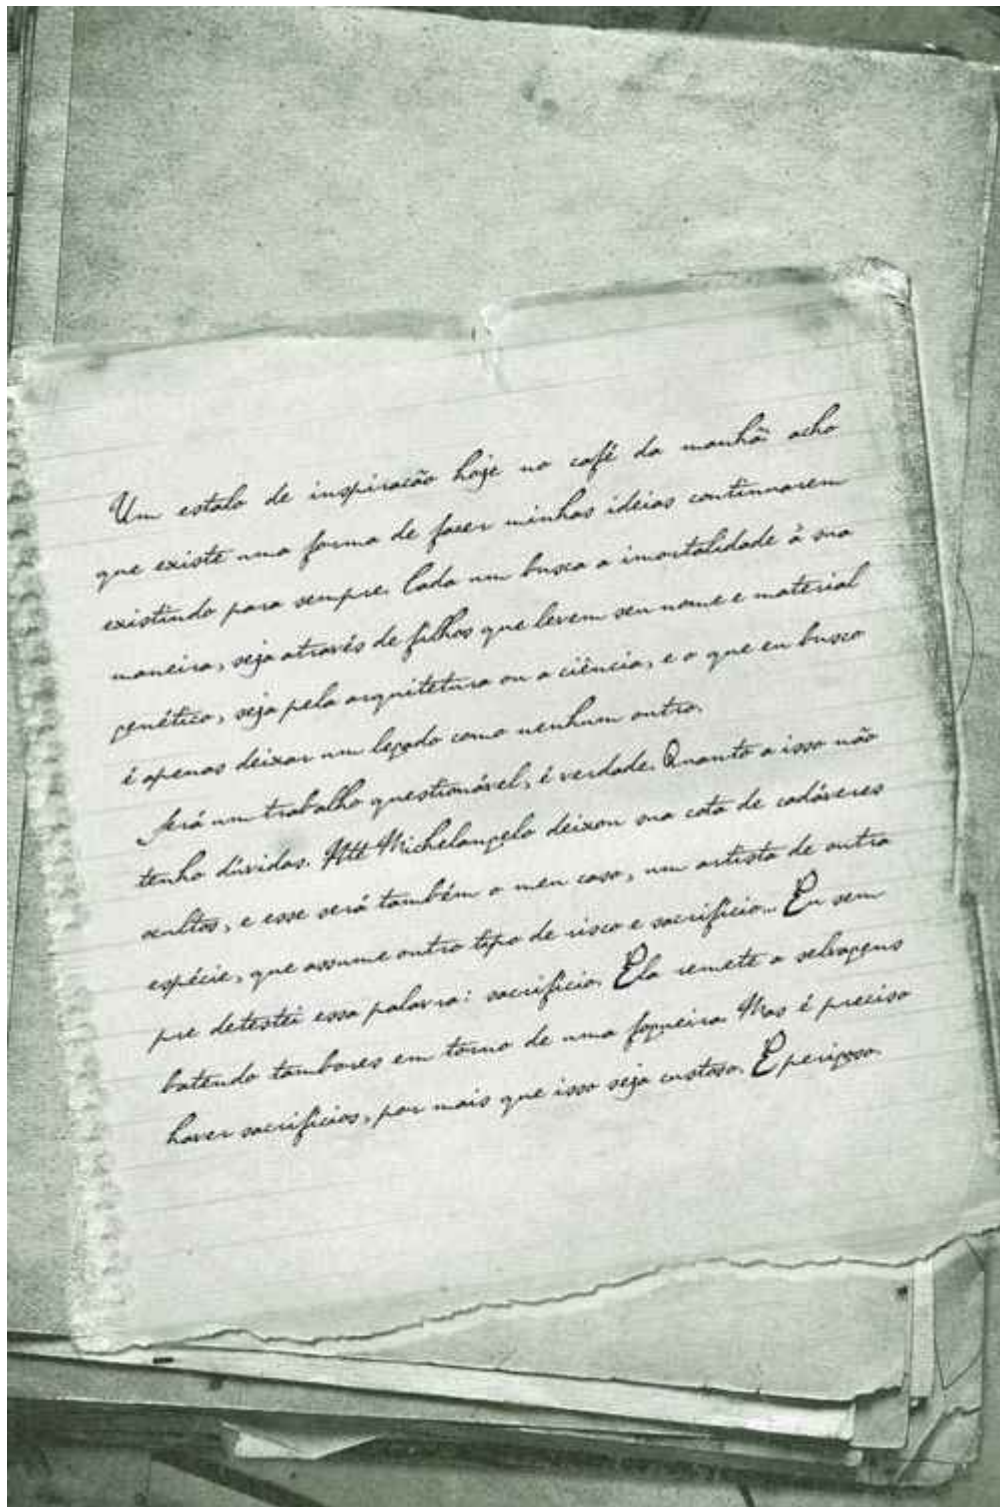 Um estalo de inspiração hoje no café da manhã: acho
que existe uma forma de fazer minhas ideias continuarem
existindo para sempre. Cada um busca a imortalidade à sua
maneira, seja através de filhos que levem seu nome e material
genético, seja pela arquitetura ou a ciência, e o que eu busco
é apenas deixar um legado como nenhum outro.
Será um trabalho questionável, é verdade. Quanto a isso não
tenho dúvidas. Michelangelo deixou sua cota de cadáveres
ocultos, e esse será também o meu caso, um artista de outra
espécie, que assume outro tipo de risco e sacrifício... Eu sem
pre detestei essa palavra: sacrifício. Ela remete a selvagens
batendo tambores em torno de uma fogueira. Mas é preciso
haver sacrifícios, por mais que isso seja custoso. E perigoso.